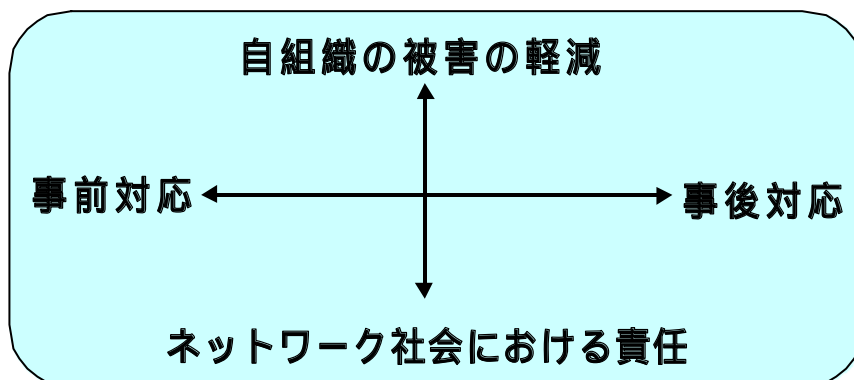 自組織の被害の軽減
事前対応
事後対応
ネットワーク社会における責任